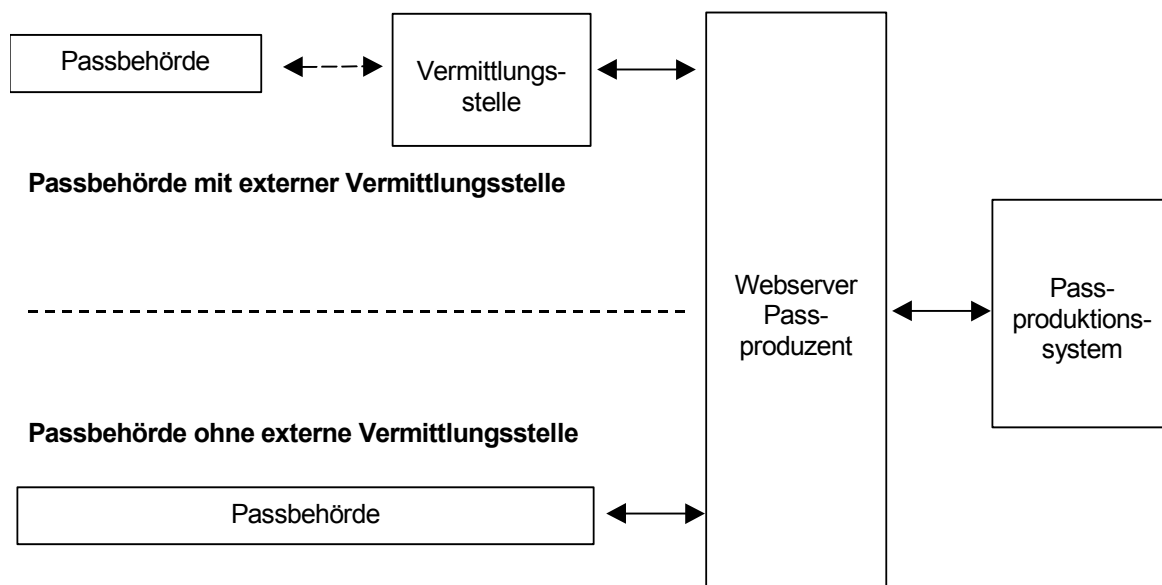 Passbehörde
Vermittlungs-
stelle
Passbehörde mit externer Vermittlungsstelle
Webserver
Pass-
produzent
Pass-
produktions-
system
Passbehörde ohne externe Vermittlungsstelle
Passbehörde